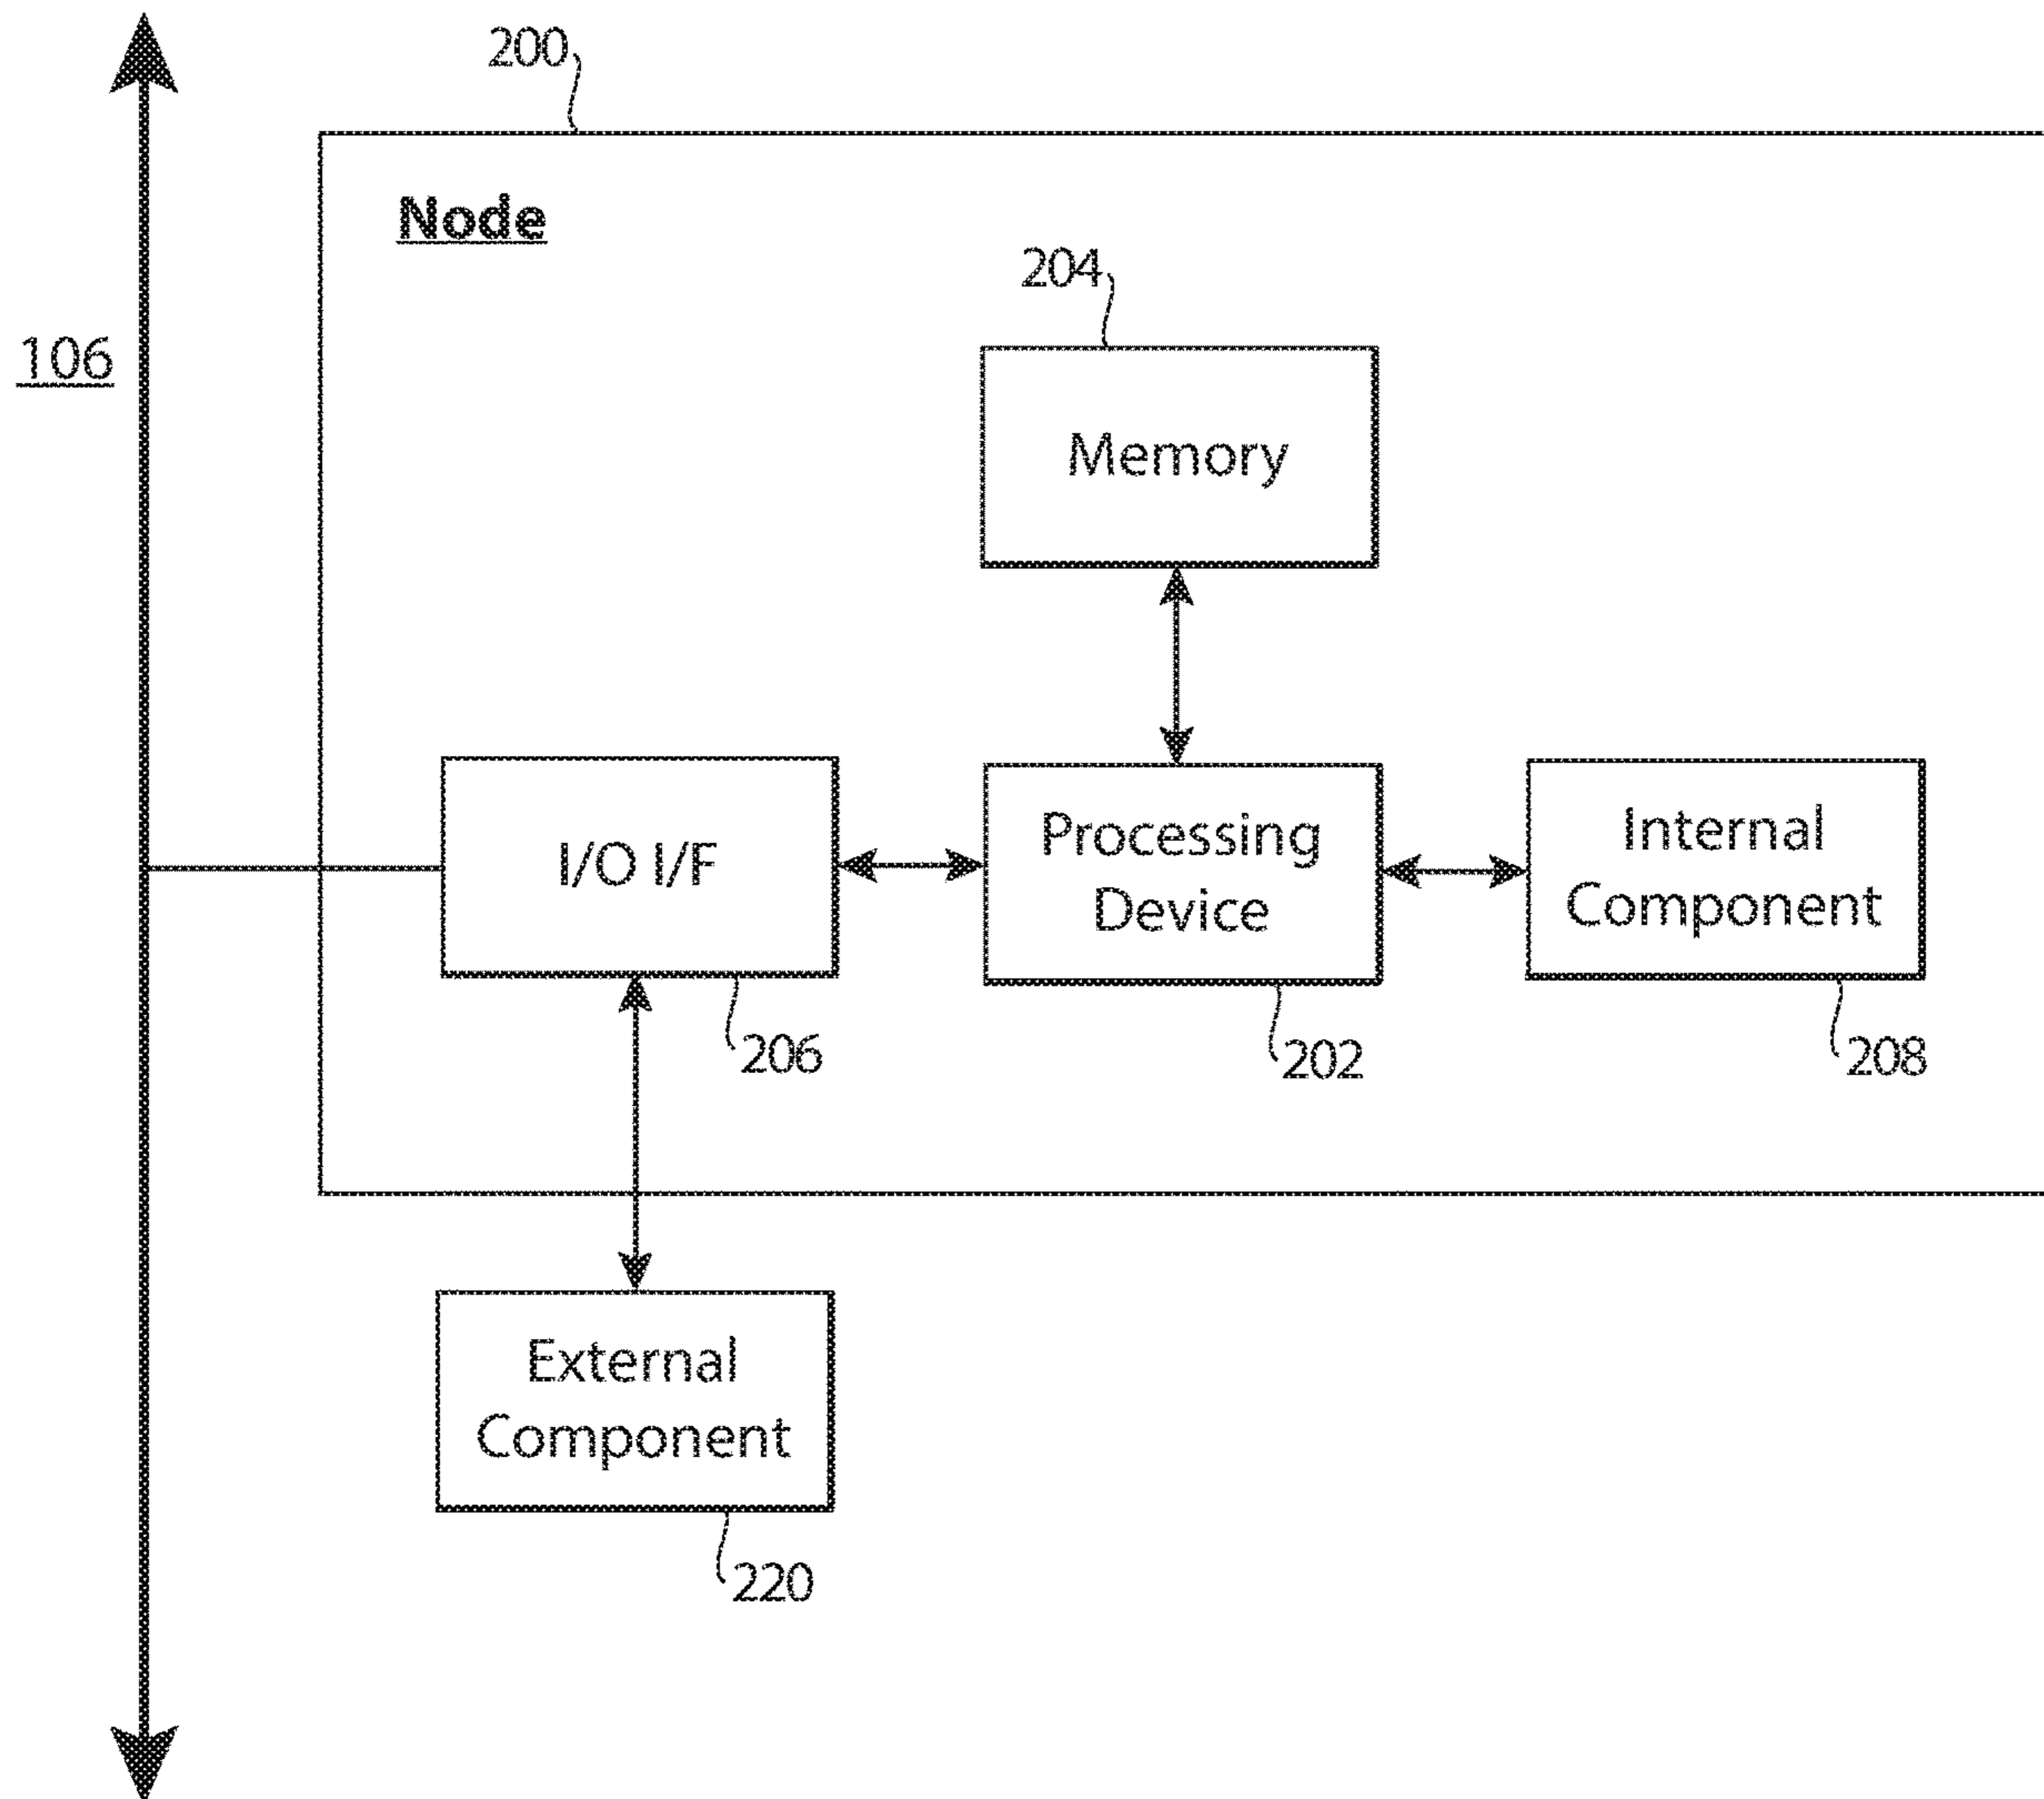 200
Node
204
106
Memory
I/O I/F
Processing
Device
Internal
Component
206
202
208
External
Component
220